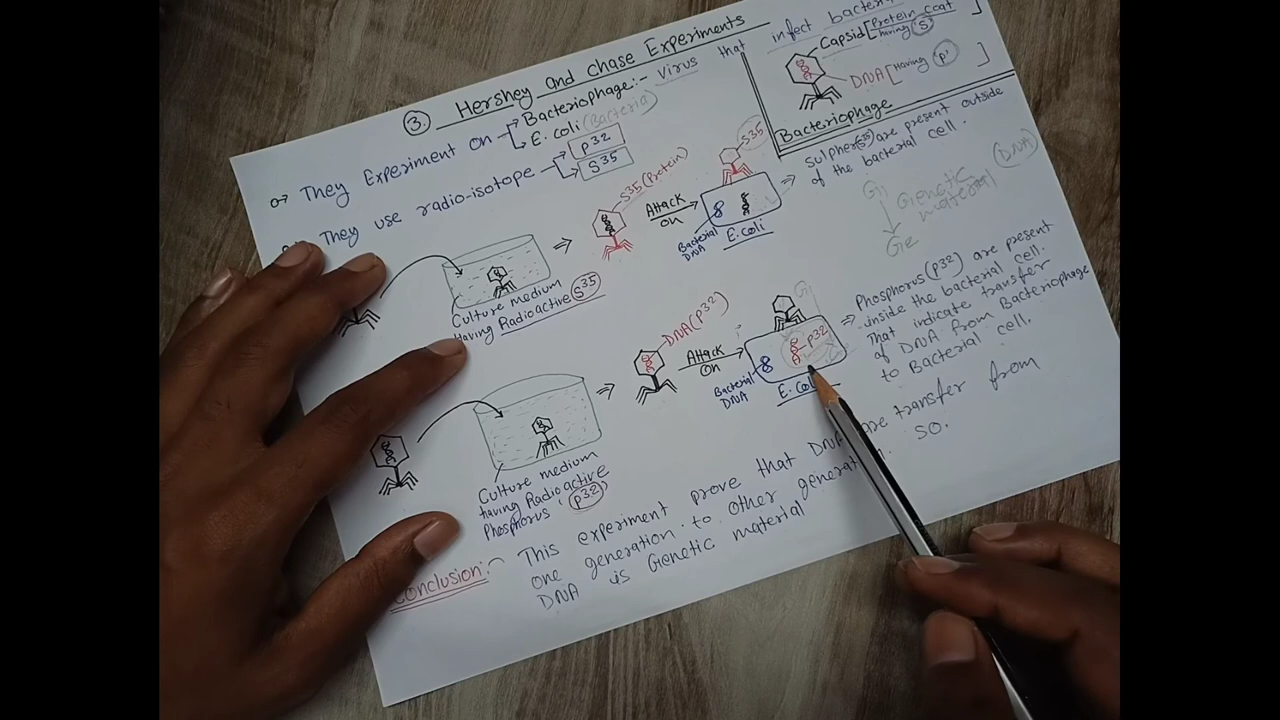 ③ Hershey and chase Experiments
→ They Experiment on
Bacteriophage:- virus that infect bacteria
E.coli (Bacteria)
They use radio-isotope
P32
S35
Capsid [Protein coat
having 'S']
DNA [Having 'P']
Bacteriophage
Culture medium
Having Radioactive S35
S35 (Protein)
Attack
on
S35
Bacterial
DNA
E.coli
⇒ Sulpher(S35) are present outside
of the bacterial cell.
G1
Genetic
material
(DNA)
Culture medium
having Radioactive
Phosphorus 'P32'
DNA(P32)
Attack
on
G1
P32
Bacterial
DNA
E.coli
⇒ Phosphorus (P32) are present
inside the bacterial cell.
That indicate transfer
of DNA from Bacteriophage
to Bacterial cell.
Conclusion:- This experiment prove that DNA are transfer from
one generation to other generation. so.
DNA is Genetic material